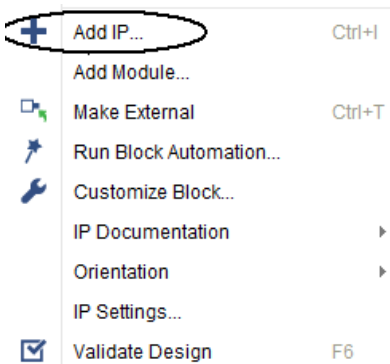 Add IP... Ctrl+I
Add Module...
Make External Ctrl+T
Run Block Automation...
Customize Block...
IP Documentation
Orientation
IP Settings...
Validate Design F6